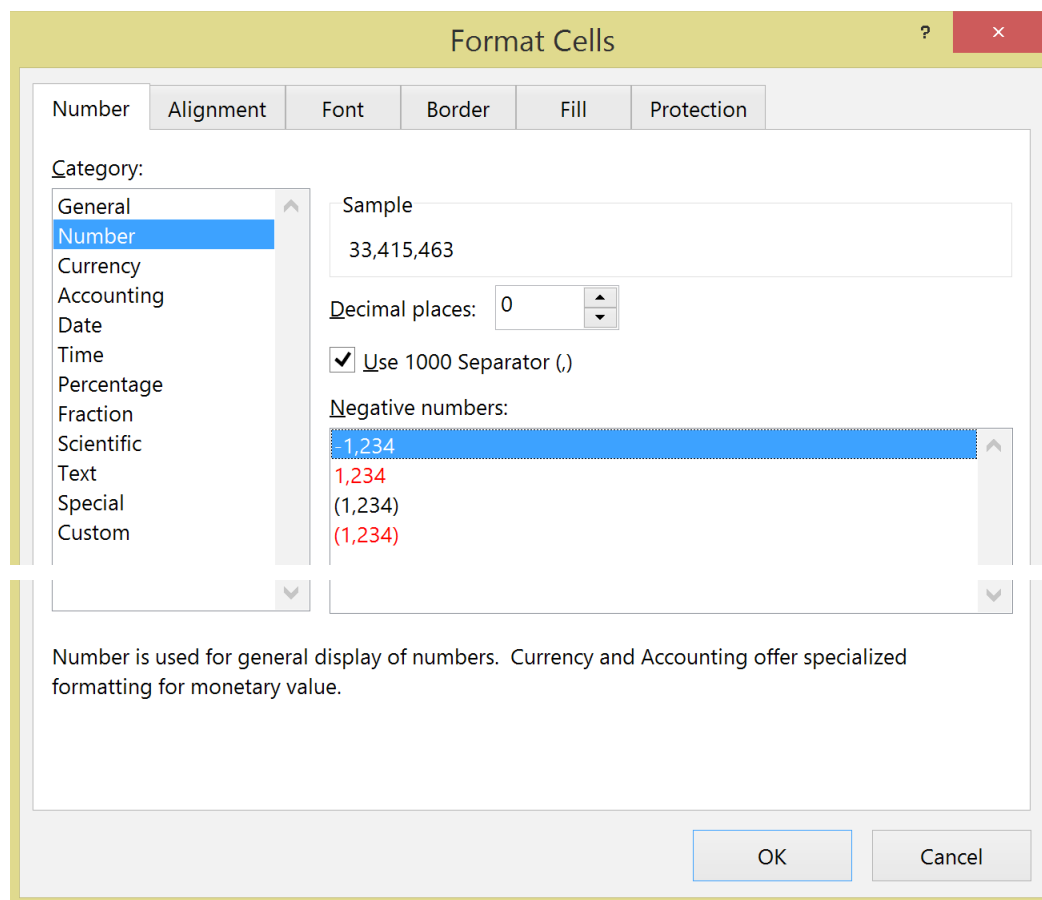 Format Cells
?
×
Number Alignment Font Border Fill Protection
Category:
General
Number
Currency
Accounting
Date
Time
Percentage
Fraction
Scientific
Text
Special
Custom
Sample
33,415,463
Decimal places: 0
Use 1000 Separator (,)
Negative numbers:
-1,234
1,234
(1,234)
(1,234)
Number is used for general display of numbers.  Currency and Accounting offer specialized
formatting for monetary value.
OK Cancel